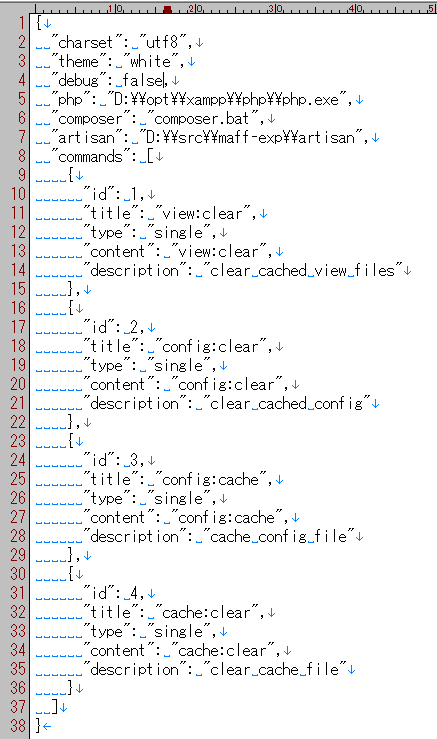 0 10 20 30 40 50
1 {
2   "charset": "utf8",
3   "theme": "white",
4   "debug": false,
5   "php": "D:¥¥opt¥¥xampp¥¥php¥¥php.exe",
6   "composer": "composer.bat",
7   "artisan": "D:¥¥src¥¥maff-exp¥¥artisan",
8   "commands": [
9     {
10       "id": 1,
11       "title": "view:clear",
12       "type": "single",
13       "content": "view:clear",
14       "description": "clear cached view files"
15     },
16     {
17       "id": 2,
18       "title": "config:clear",
19       "type": "single",
20       "content": "config:clear",
21       "description": "clear cached config"
22     },
23     {
24       "id": 3,
25       "title": "config:cache",
26       "type": "single",
27       "content": "config:cache",
28       "description": "cache config file"
29     },
30     {
31       "id": 4,
32       "title": "cache:clear",
33       "type": "single",
34       "content": "cache:clear",
35       "description": "clear cache file"
36     }
37   ]
38 }